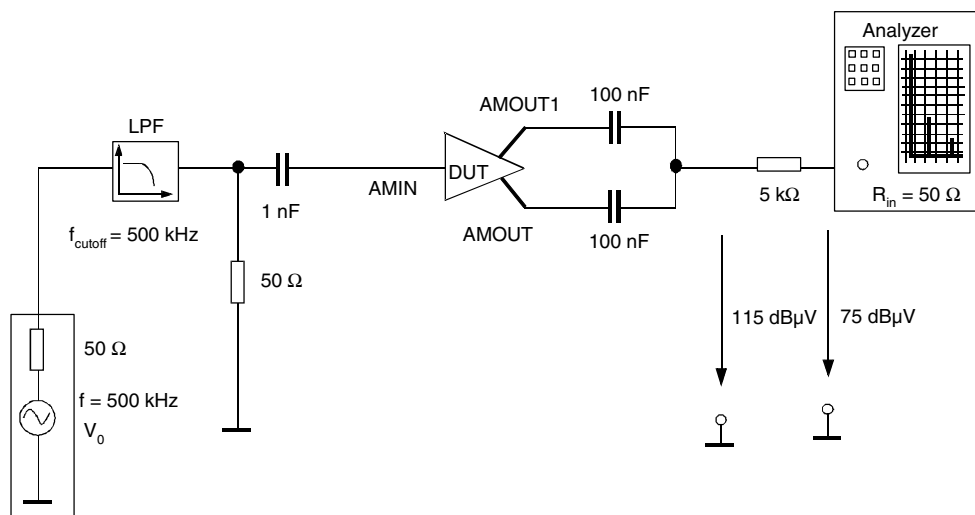 Analyzer
AMOUT1
100 nF
LPF
DUT
AMIN
5 kΩ
R_in = 50 Ω
1 nF
AMOUT
100 nF
f_cutoff = 500 kHz
50 Ω
115 dBμV
75 dBμV
50 Ω
f = 500 kHz
V_0